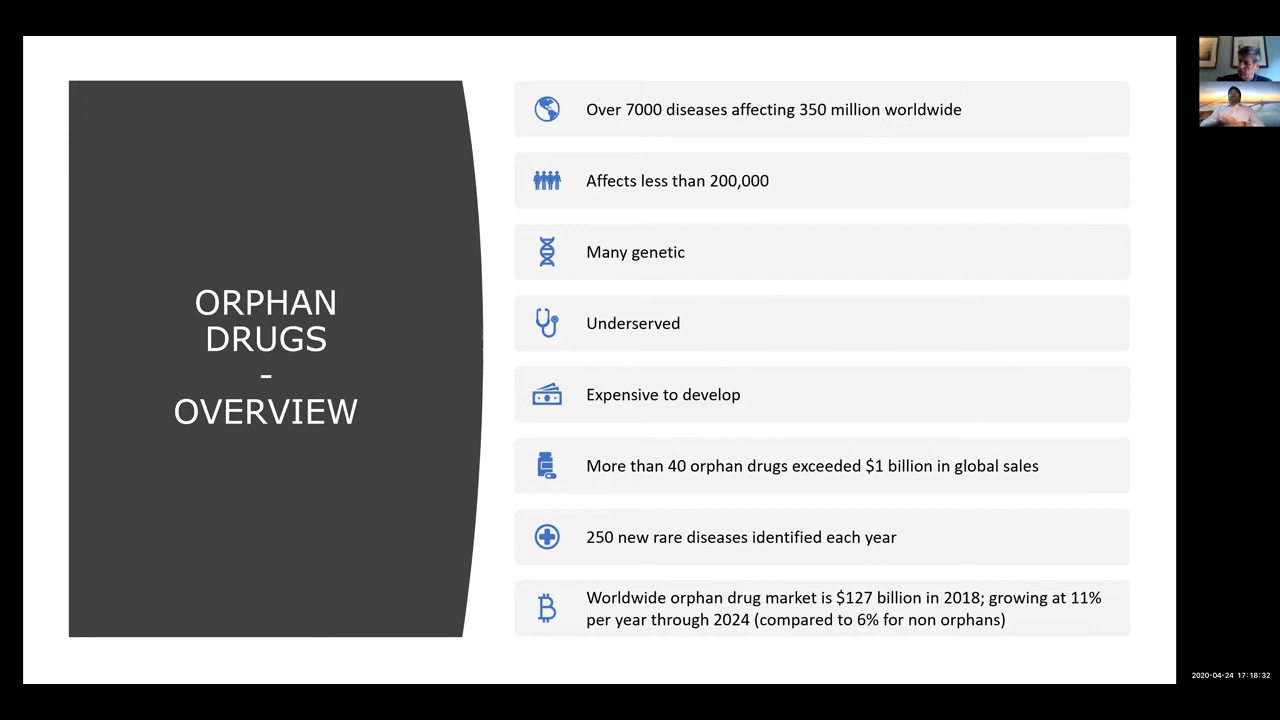 ORPHAN
DRUGS
-
OVERVIEW
Over 7000 diseases affecting 350 million worldwide
Affects less than 200,000
Many genetic
Underserved
Expensive to develop
More than 40 orphan drugs exceeded $1 billion in global sales
250 new rare diseases identified each year
Worldwide orphan drug market is $127 billion in 2018; growing at 11%
per year through 2024 (compared to 6% for non orphans)
2020-04-24 17:18:32